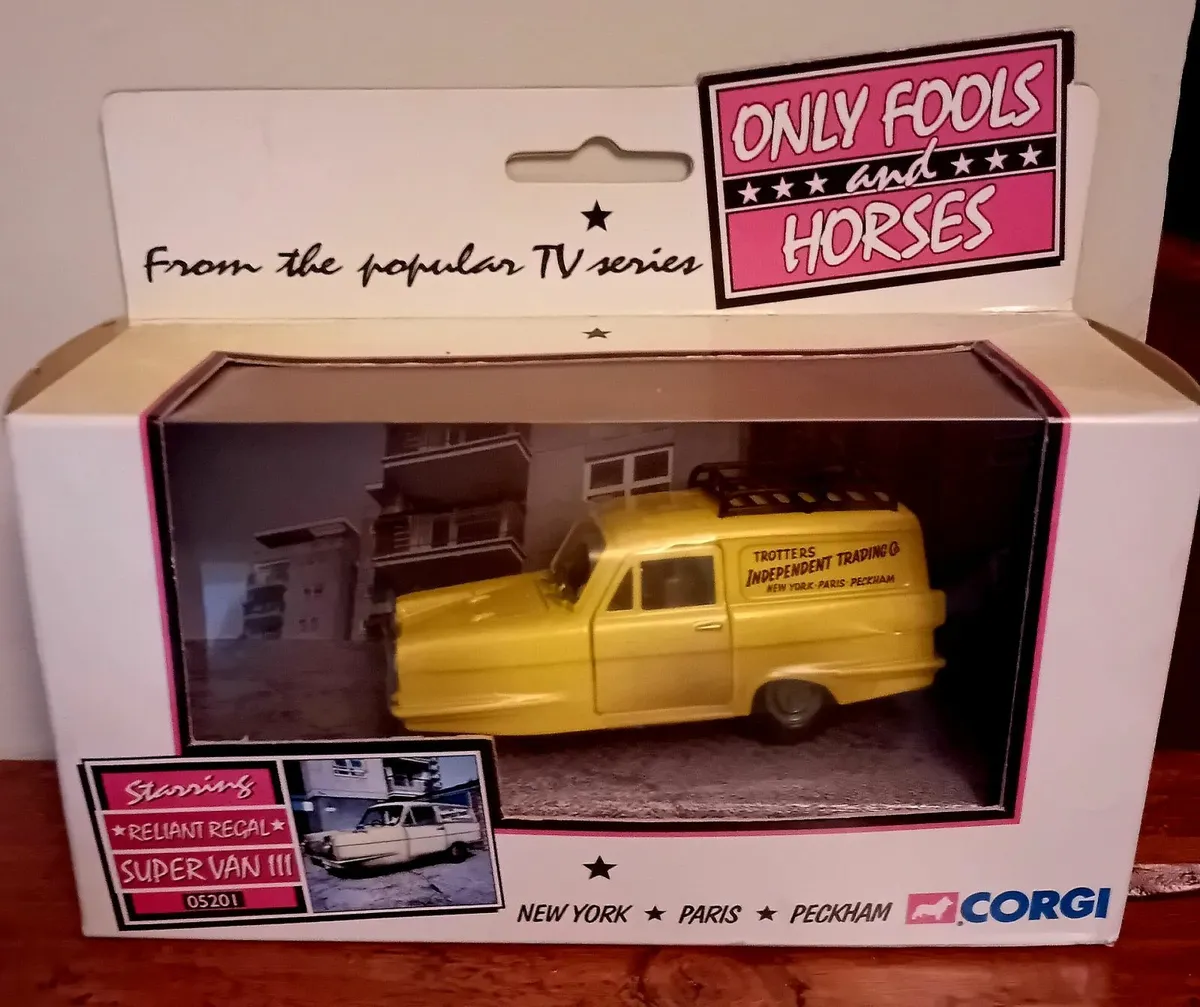 ONLY FOOLS
and
HORSES
From the popular TV series
TROTTERS
INDEPENDENT TRADING Co
NEW YORK · PARIS · PECKHAM
Starring
RELIANT REGAL
SUPER VAN III
05201
NEW YORK ★ PARIS ★ PECKHAM
CORGI